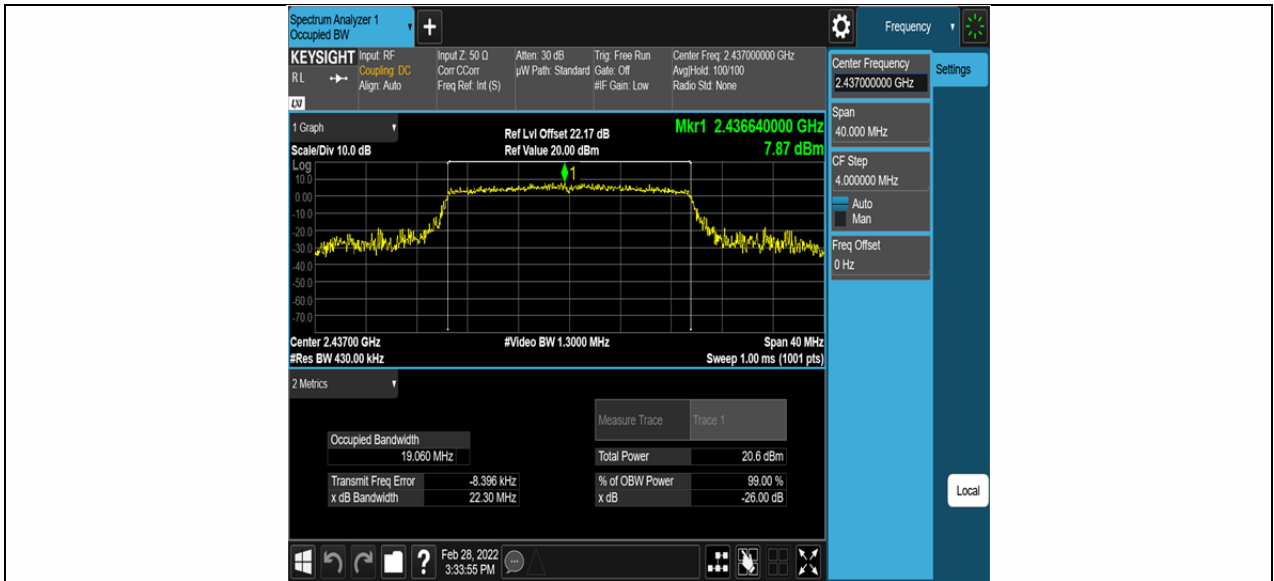 Spectrum Analyzer 1
Occupied BW
Frequency
KEYSIGHT
RL
LXI
Input: RF
Coupling: DC
Align: Auto
Input Z: 50 Ω
Corr CCorr
Freq Ref: Int (S)
Atten: 30 dB
µW Path: Standard
Trig: Free Run
Gate: Off
#IF Gain: Low
Center Freq: 2.437000000 GHz
Avg|Hold: 100/100
Radio Std: None
1 Graph
Scale/Div 10.0 dB
Ref Lvl Offset 22.17 dB
Ref Value 20.00 dBm
Mkr1 2.436640000 GHz
7.87 dBm
Log
10.0
0.00
-10.0
-20.0
-30.0
-40.0
-50.0
-60.0
-70.0
1
Center 2.43700 GHz
#Res BW 430.00 kHz
#Video BW 1.3000 MHz
Span 40 MHz
Sweep 1.00 ms (1001 pts)
2 Metrics
Measure Trace
Trace 1
Occupied Bandwidth
19.060 MHz
Total Power
20.6 dBm
Transmit Freq Error
-8.396 kHz
% of OBW Power
99.00 %
x dB Bandwidth
22.30 MHz
x dB
-26.00 dB
Center Frequency
2.437000000 GHz
Settings
Span
40.000 MHz
CF Step
4.000000 MHz
Auto
Man
Freq Offset
0 Hz
Local
?
Feb 28, 2022
3:33:55 PM